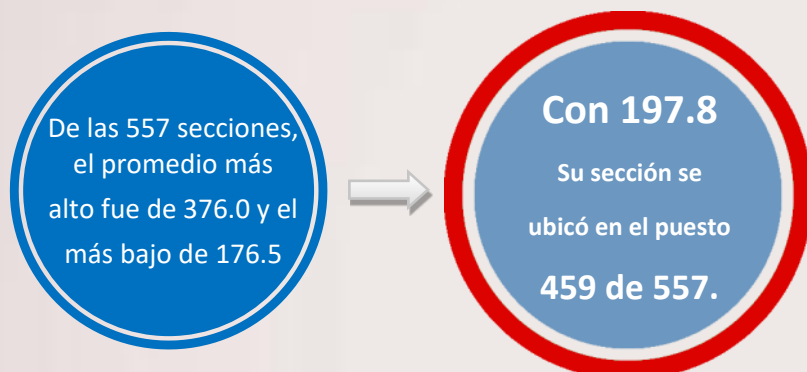 De las 557 secciones,
el promedio más
alto fue de 376.0 y el
más bajo de 176.5
Con 197.8
Su sección se
ubicó en el puesto
459 de 557.